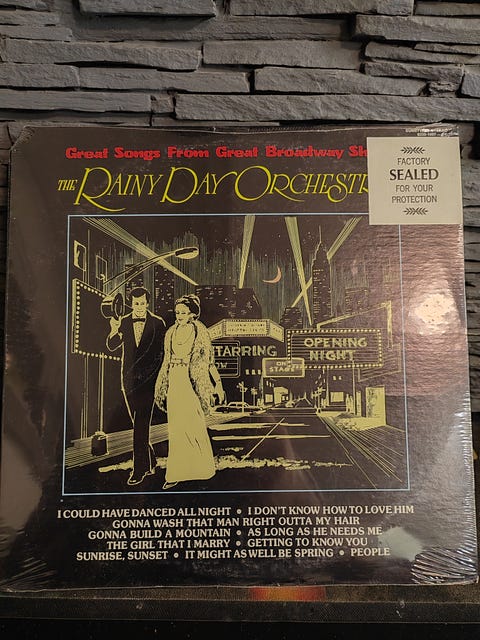 Great Songs From Great Broadway Sh
THE RAINY DAY ORCHESTR
FACTORY
SEALED
FOR YOUR
PROTECTION
STARRING
OPENING
NIGHT
ON
STAGE
I COULD HAVE DANCED ALL NIGHT • I DON'T KNOW HOW TO LOVE HIM
GONNA WASH THAT MAN RIGHT OUTTA MY HAIR
GONNA BUILD A MOUNTAIN • AS LONG AS HE NEEDS ME
THE GIRL THAT I MARRY • GETTING TO KNOW YOU
SUNRISE, SUNSET • IT MIGHT AS WELL BE SPRING • PEOPLE